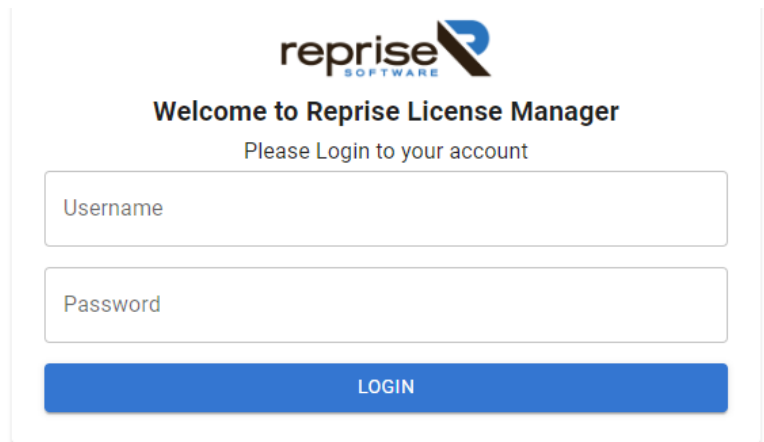 reprise
SOFTWARE
Welcome to Reprise License Manager
Please Login to your account
Username
Password
LOGIN